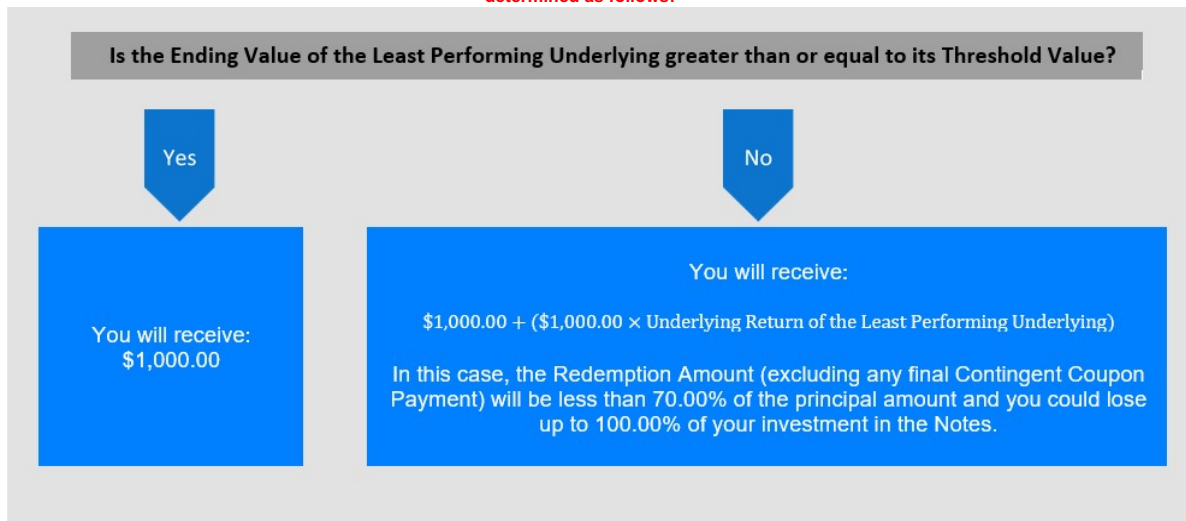 determined as follows:
Is the Ending Value of the Least Performing Underlying greater than or equal to its Threshold Value?
Yes
No
You will receive:
$1,000.00
You will receive:
$1,000.00 + ($1,000.00 × Underlying Return of the Least Performing Underlying)
In this case, the Redemption Amount (excluding any final Contingent Coupon
Payment) will be less than 70.00% of the principal amount and you could lose
up to 100.00% of your investment in the Notes.